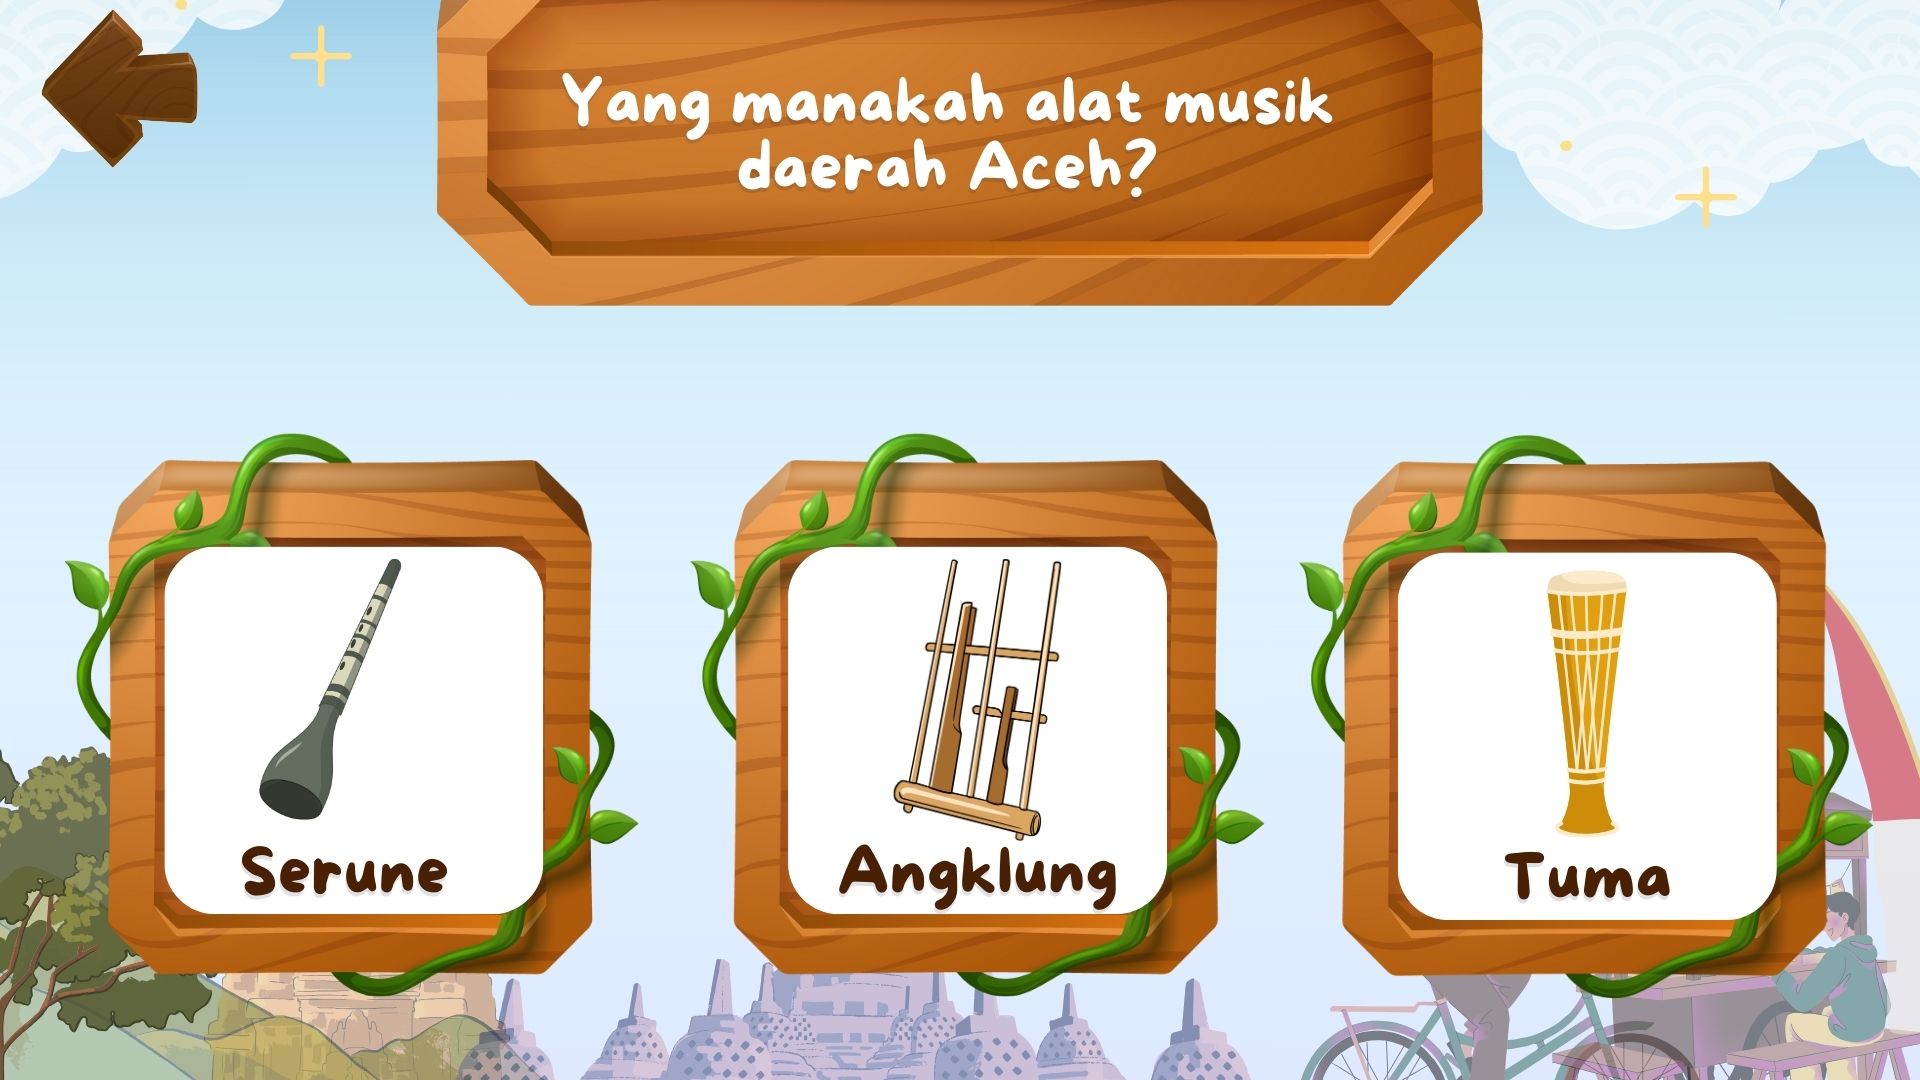 Yang manakah alat musik
daerah Aceh?
Serune
Angklung
Tuma